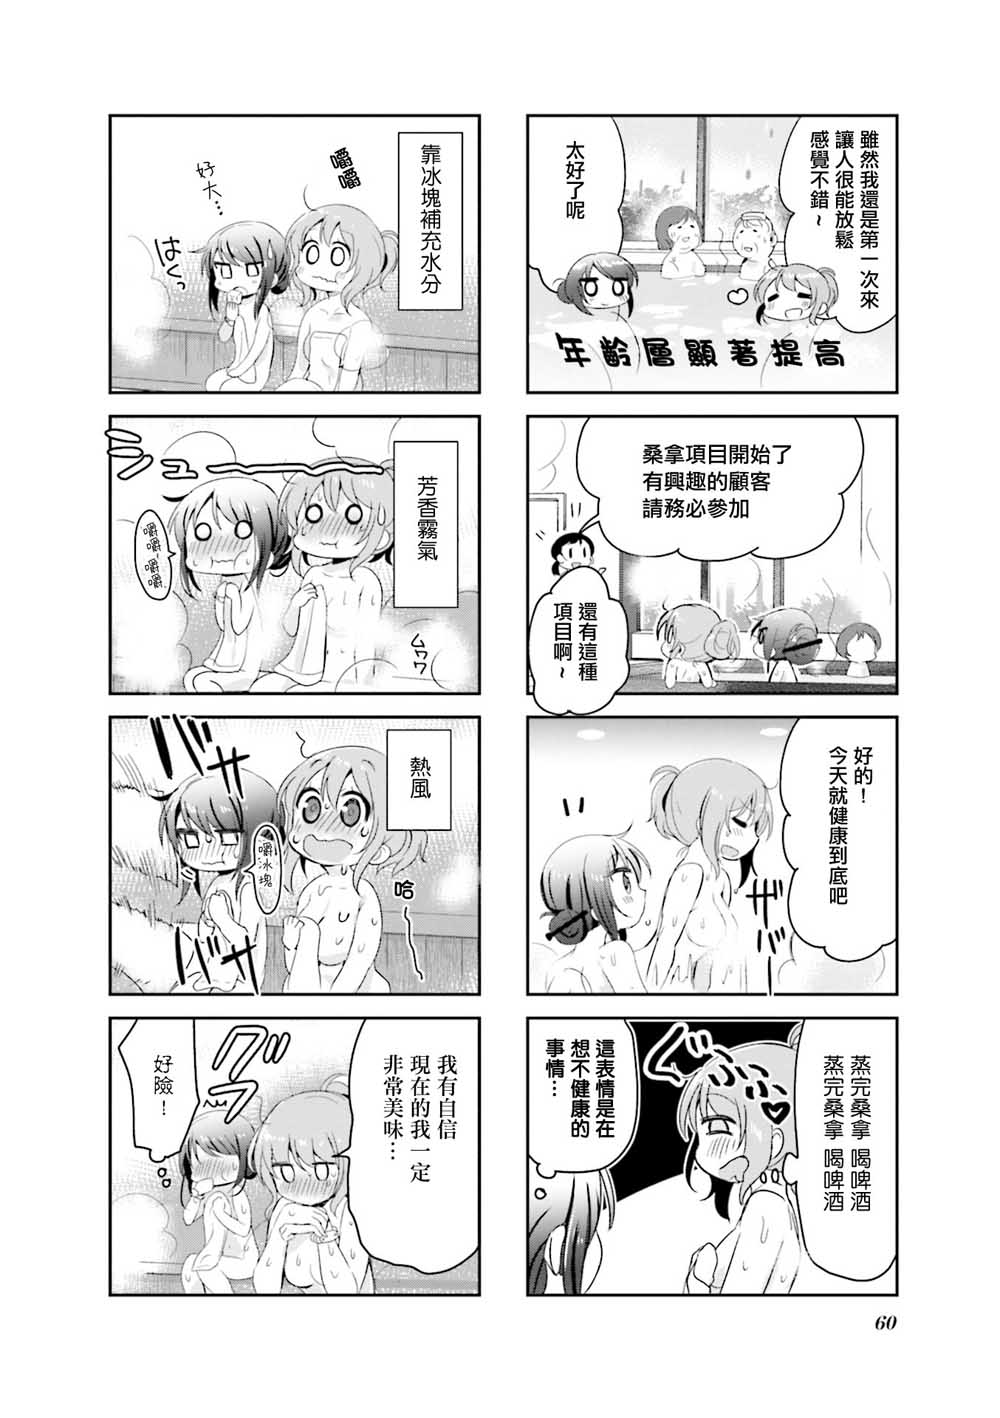 雖然我還是第一次來
讓人很能放鬆
感覺不錯~
太好了呢
年齡層顯著提高
桑拿項目開始了
有興趣的顧客
請務必參加
還有這種
項目啊~
好的！
今天就健康到底吧
蒸完桑拿 喝啤酒
蒸完桑拿 喝啤酒
ぐふふふ
這表情是在
想不健康的
事情…
靠冰塊補充水分
嚼嚼
好大…
はくっ
芳香霧氣
ジュー
嚼嚼,嚼嚼
ムワワ
熱風
バサ
嚼冰塊
哈~
バサ
我有自信
現在的我一定
非常美味…
グラ
好險！
60